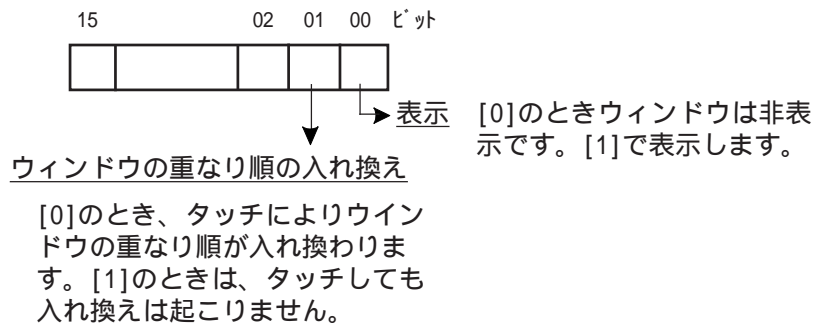 15 02 01 00 ビット
表示 [0]のときウィンドウは非表
示です。[1]で表示します。
ウィンドウの重なり順の入れ換え
[0]のとき、タッチによりウイン
ドウの重なり順が入れ換わりま
す。[1]のときは、タッチしても
入れ換えは起こりません。